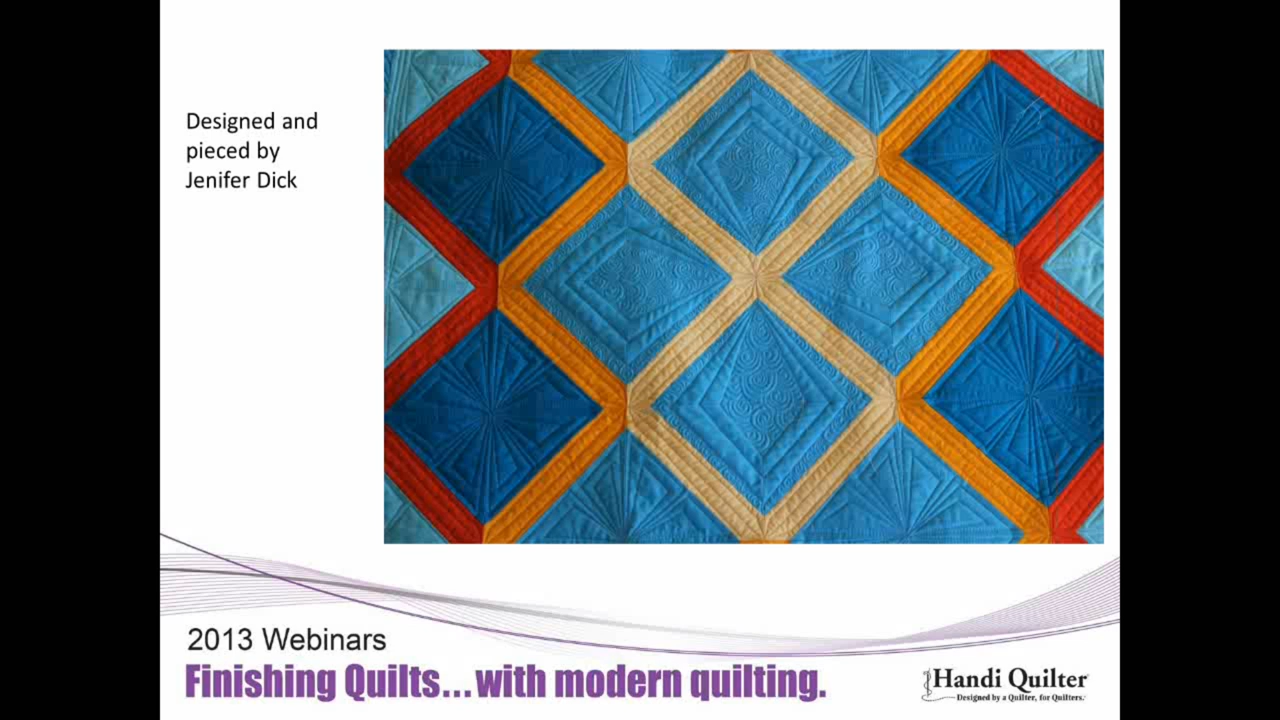 Designed and
pieced by
Jenifer Dick
2013 Webinars
Finishing Quilts...with modern quilting.
Handi Quilter
Designed by a Quilter, for Quilters.